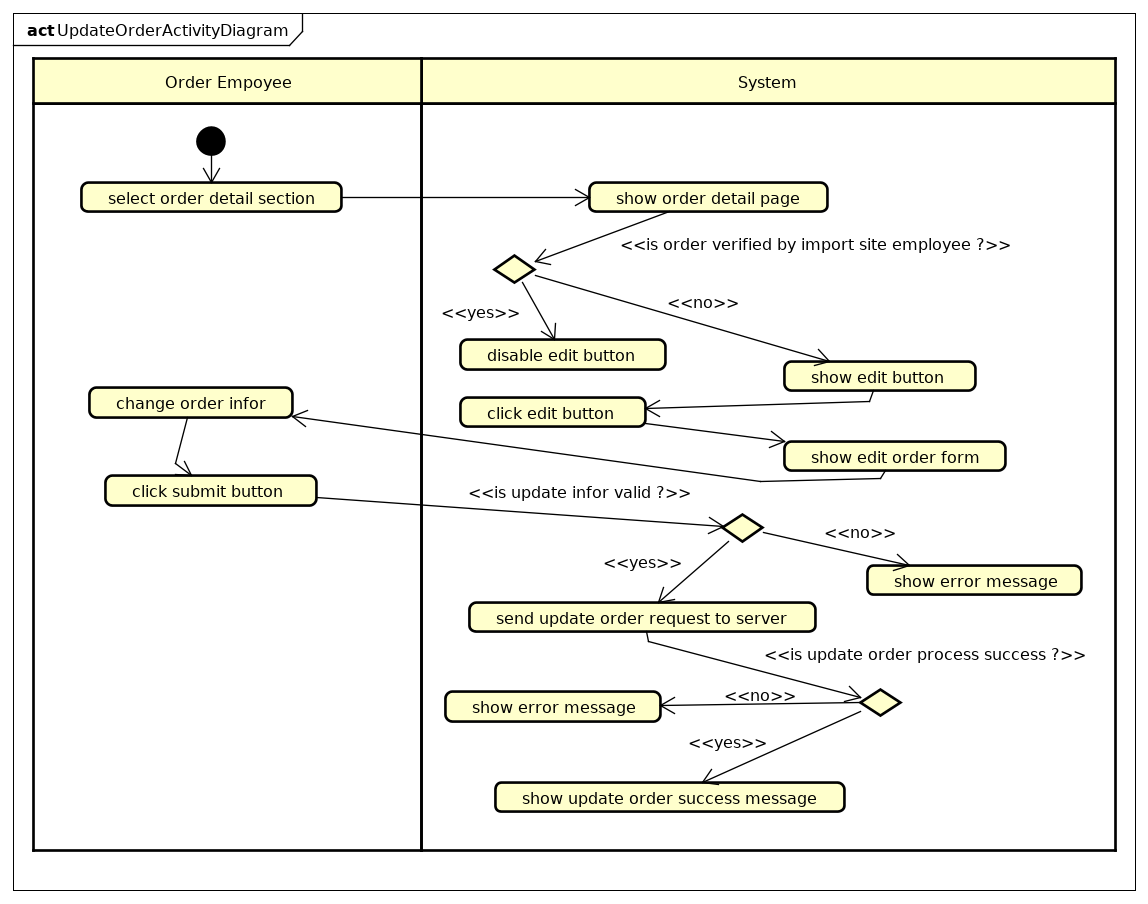 act UpdateOrderActivityDiagram
Order Empoyee
System
select order detail section
show order detail page
<<is order verified by import site employee ?>>
<<no>>
<<yes>>
disable edit button
show edit button
change order infor
click edit button
show edit order form
click submit button
<<is update infor valid ?>>
<<no>>
<<yes>>
show error message
send update order request to server
<<is update order process success ?>>
<<no>>
show error message
<<yes>>
show update order success message